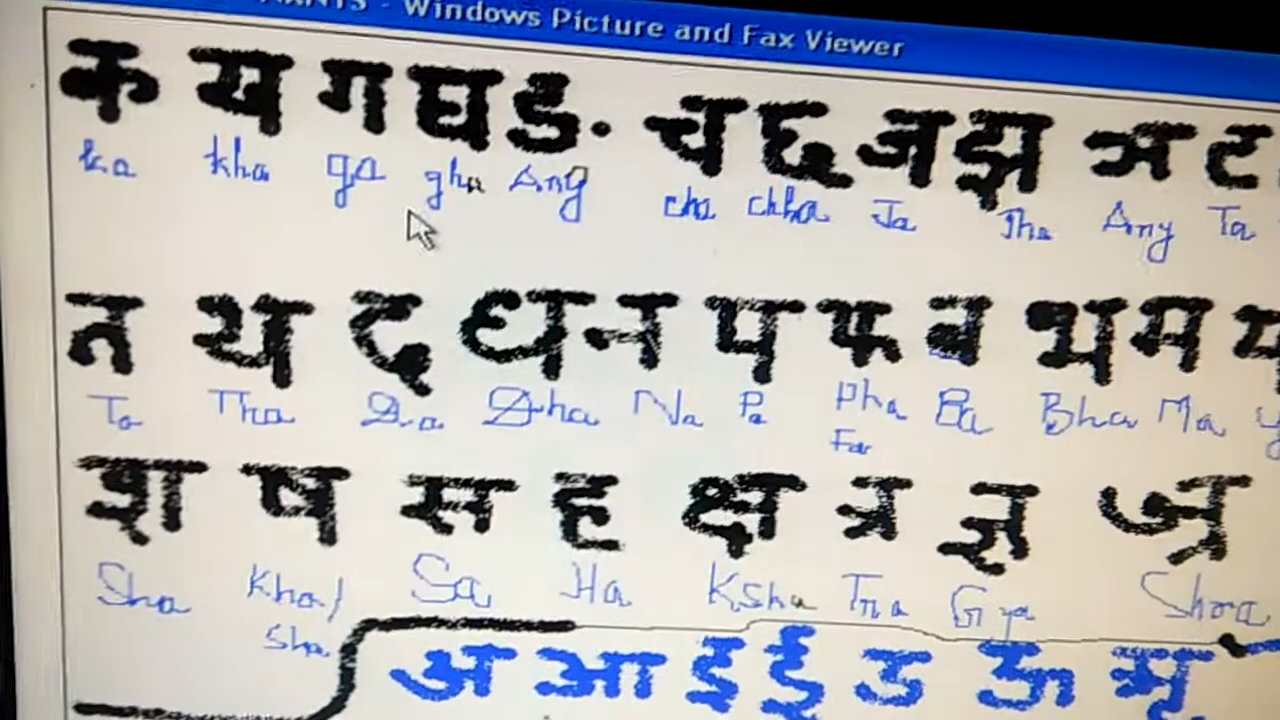 - Windows Picture and Fax Viewer
क ख ग घ ङ च छ ज झ ञ ट
ka kha ga gha Ang cha chha Ja Jha Any Ta
त थ द ध न प फ ब भ म
Ta Tha Da Dha Na Pa Pha Ba Bha Ma
Fa
श ष स ह क्ष त्र ज्ञ श्र
Sha Kha/ Sa Ha Ksha Tra Gya Shra
Sha
अ आ इ ई उ ऊ ऋ